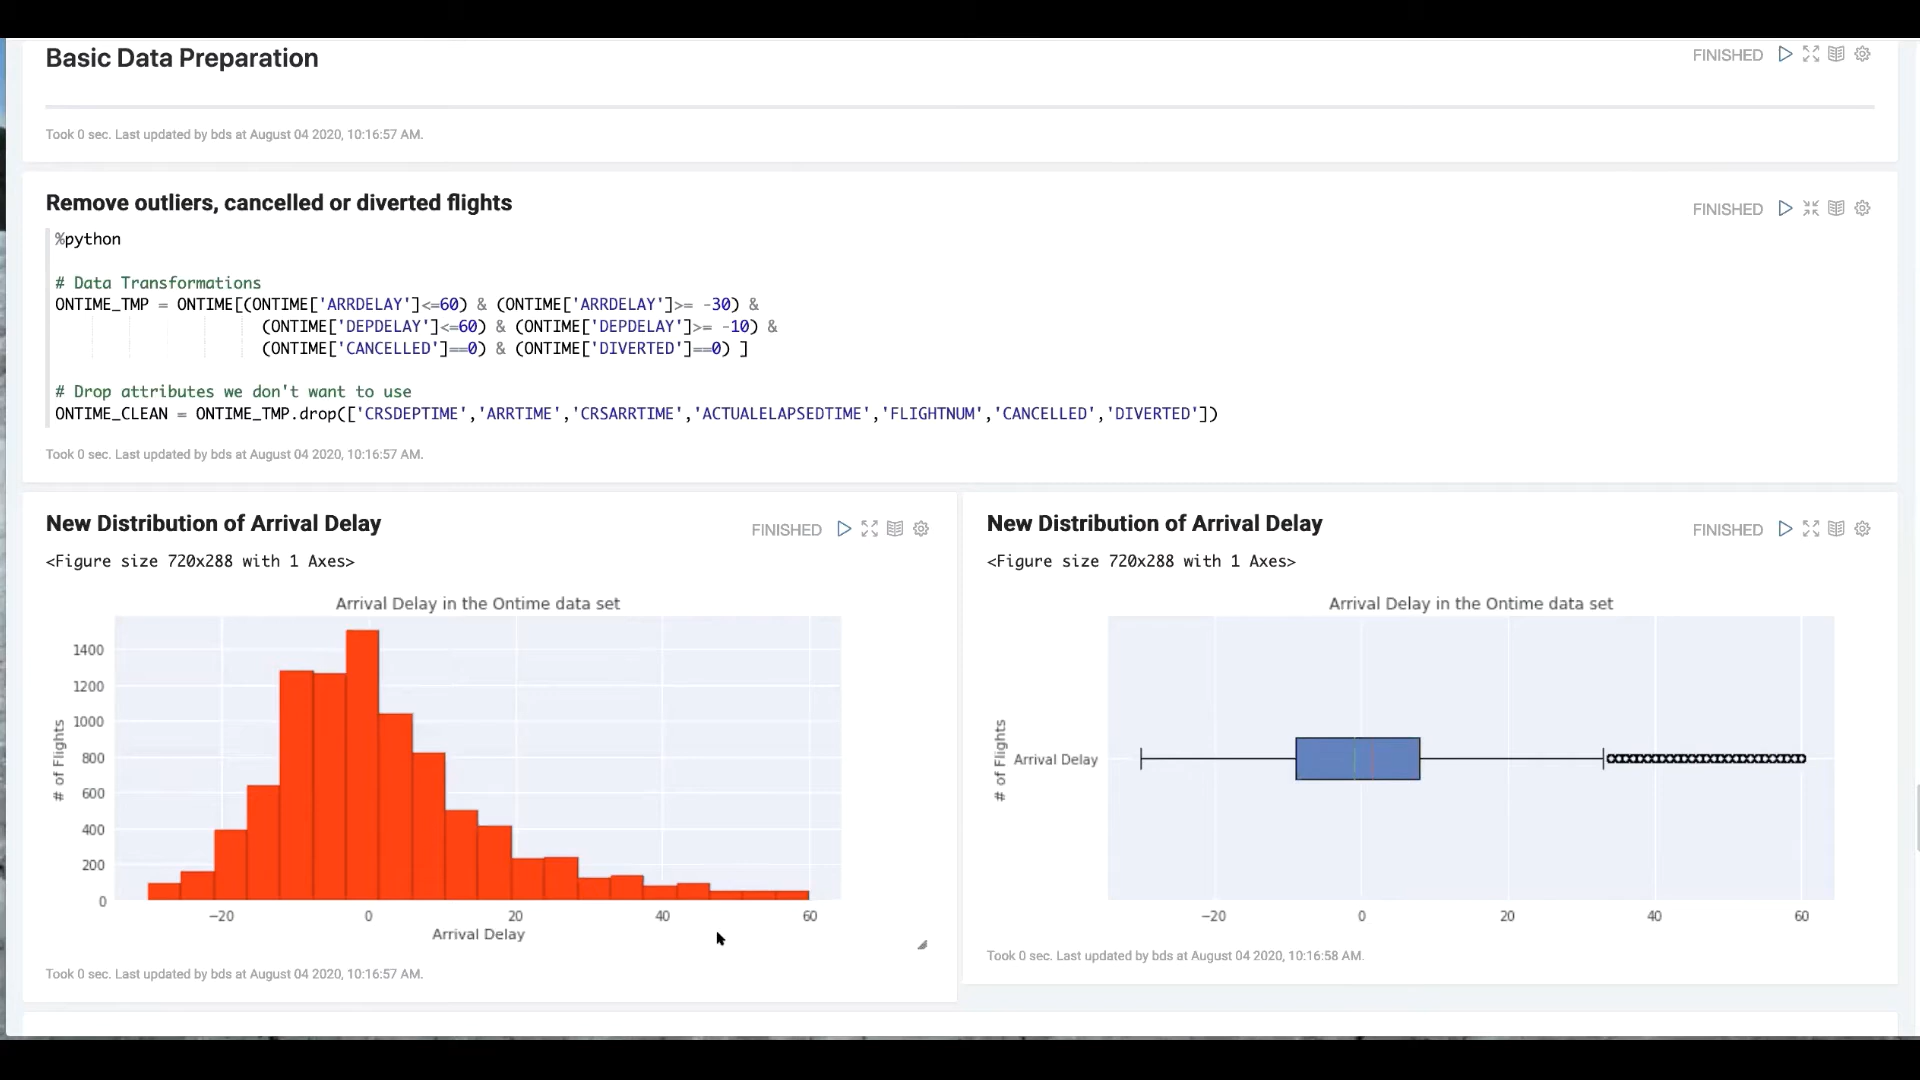 Basic Data Preparation
FINISHED
Took 0 sec. Last updated by bds at August 04 2020, 10:16:57 AM.
Remove outliers, cancelled or diverted flights
FINISHED
%python
# Data Transformations
ONTIME_TMP = ONTIME[(ONTIME['ARRDELAY']<=60) & (ONTIME['ARRDELAY']>= -30) &
(ONTIME['DEPDELAY']<=60) & (ONTIME['DEPDELAY']>= -10) &
(ONTIME['CANCELLED']==0) & (ONTIME['DIVERTED']==0) ]
# Drop attributes we don't want to use
ONTIME_CLEAN = ONTIME_TMP.drop(['CRSDEPTIME','ARRTIME','CRSARRTIME','ACTUALELAPSEDTIME','FLIGHTNUM','CANCELLED','DIVERTED'])
Took 0 sec. Last updated by bds at August 04 2020, 10:16:57 AM.
New Distribution of Arrival Delay
FINISHED
<Figure size 720x288 with 1 Axes>
Arrival Delay in the Ontime data set
# of Flights
1400
1200
1000
800
600
400
200
0
−20 0 20 40 60
Arrival Delay
Took 0 sec. Last updated by bds at August 04 2020, 10:16:57 AM.
New Distribution of Arrival Delay
FINISHED
<Figure size 720x288 with 1 Axes>
Arrival Delay in the Ontime data set
# of Flights
Arrival Delay
−20 0 20 40 60
Took 0 sec. Last updated by bds at August 04 2020, 10:16:58 AM.